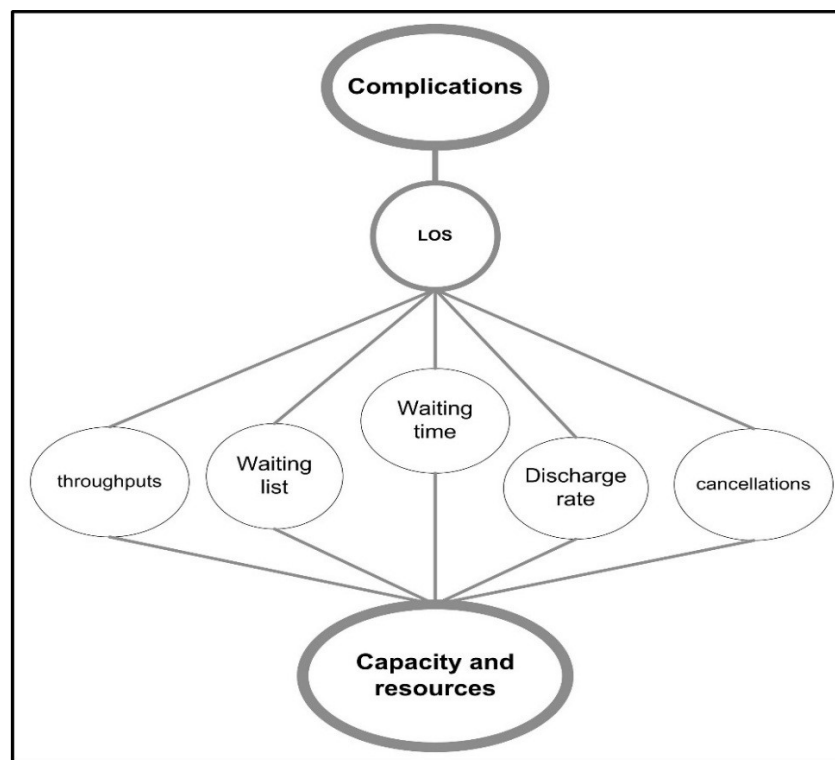 Complications
LOS
Waiting
time
throughputs
Waiting
list
Discharge
rate
cancellations
Capacity and
resources